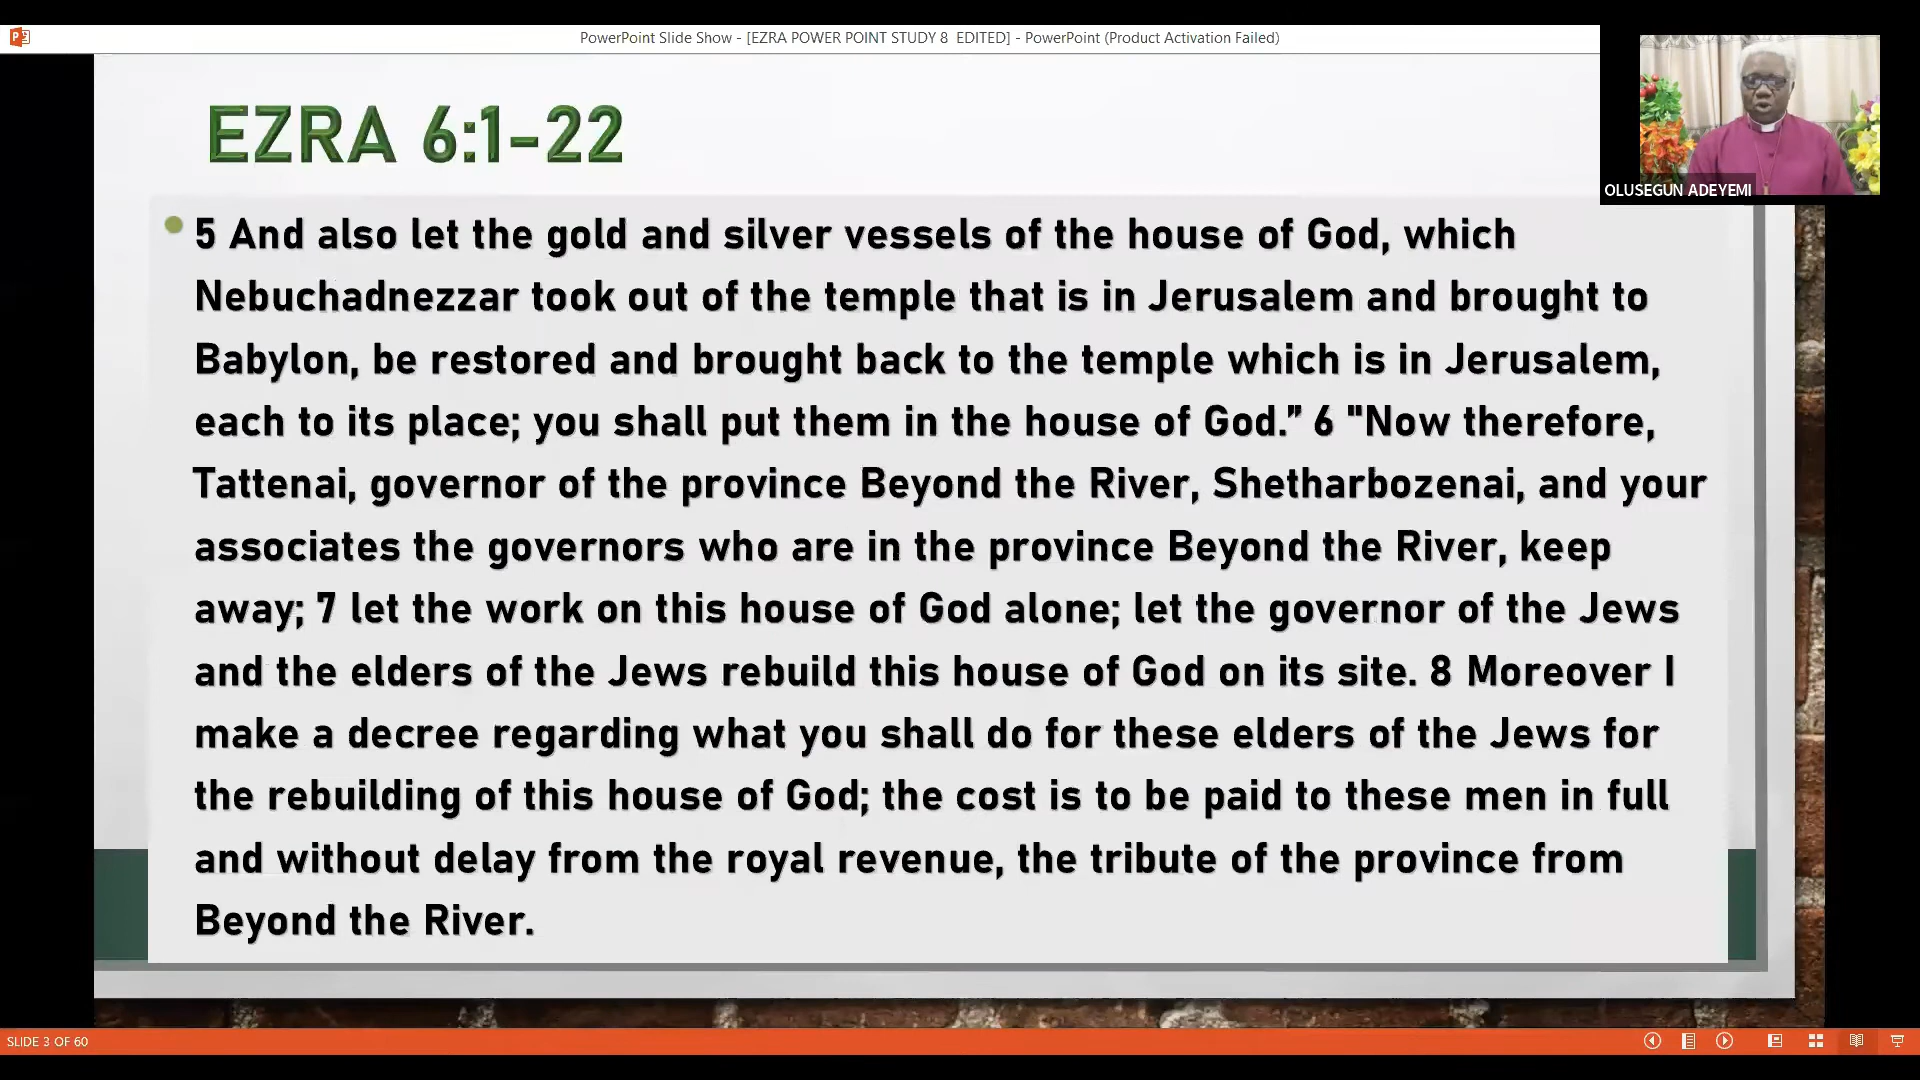 PowerPoint Slide Show - [EZRA POWER POINT STUDY 8  EDITED] - PowerPoint (Product Activation Failed)
OLUSEGUN ADEYEMI
EZRA 6:1-22
5 And also let the gold and silver vessels of the house of God, which
Nebuchadnezzar took out of the temple that is in Jerusalem and brought to
Babylon, be restored and brought back to the temple which is in Jerusalem,
each to its place; you shall put them in the house of God.” 6 "Now therefore,
Tattenai, governor of the province Beyond the River, Shetharbozenai, and your
associates the governors who are in the province Beyond the River, keep
away; 7 let the work on this house of God alone; let the governor of the Jews
and the elders of the Jews rebuild this house of God on its site. 8 Moreover I
make a decree regarding what you shall do for these elders of the Jews for
the rebuilding of this house of God; the cost is to be paid to these men in full
and without delay from the royal revenue, the tribute of the province from
Beyond the River.
SLIDE 3 OF 60